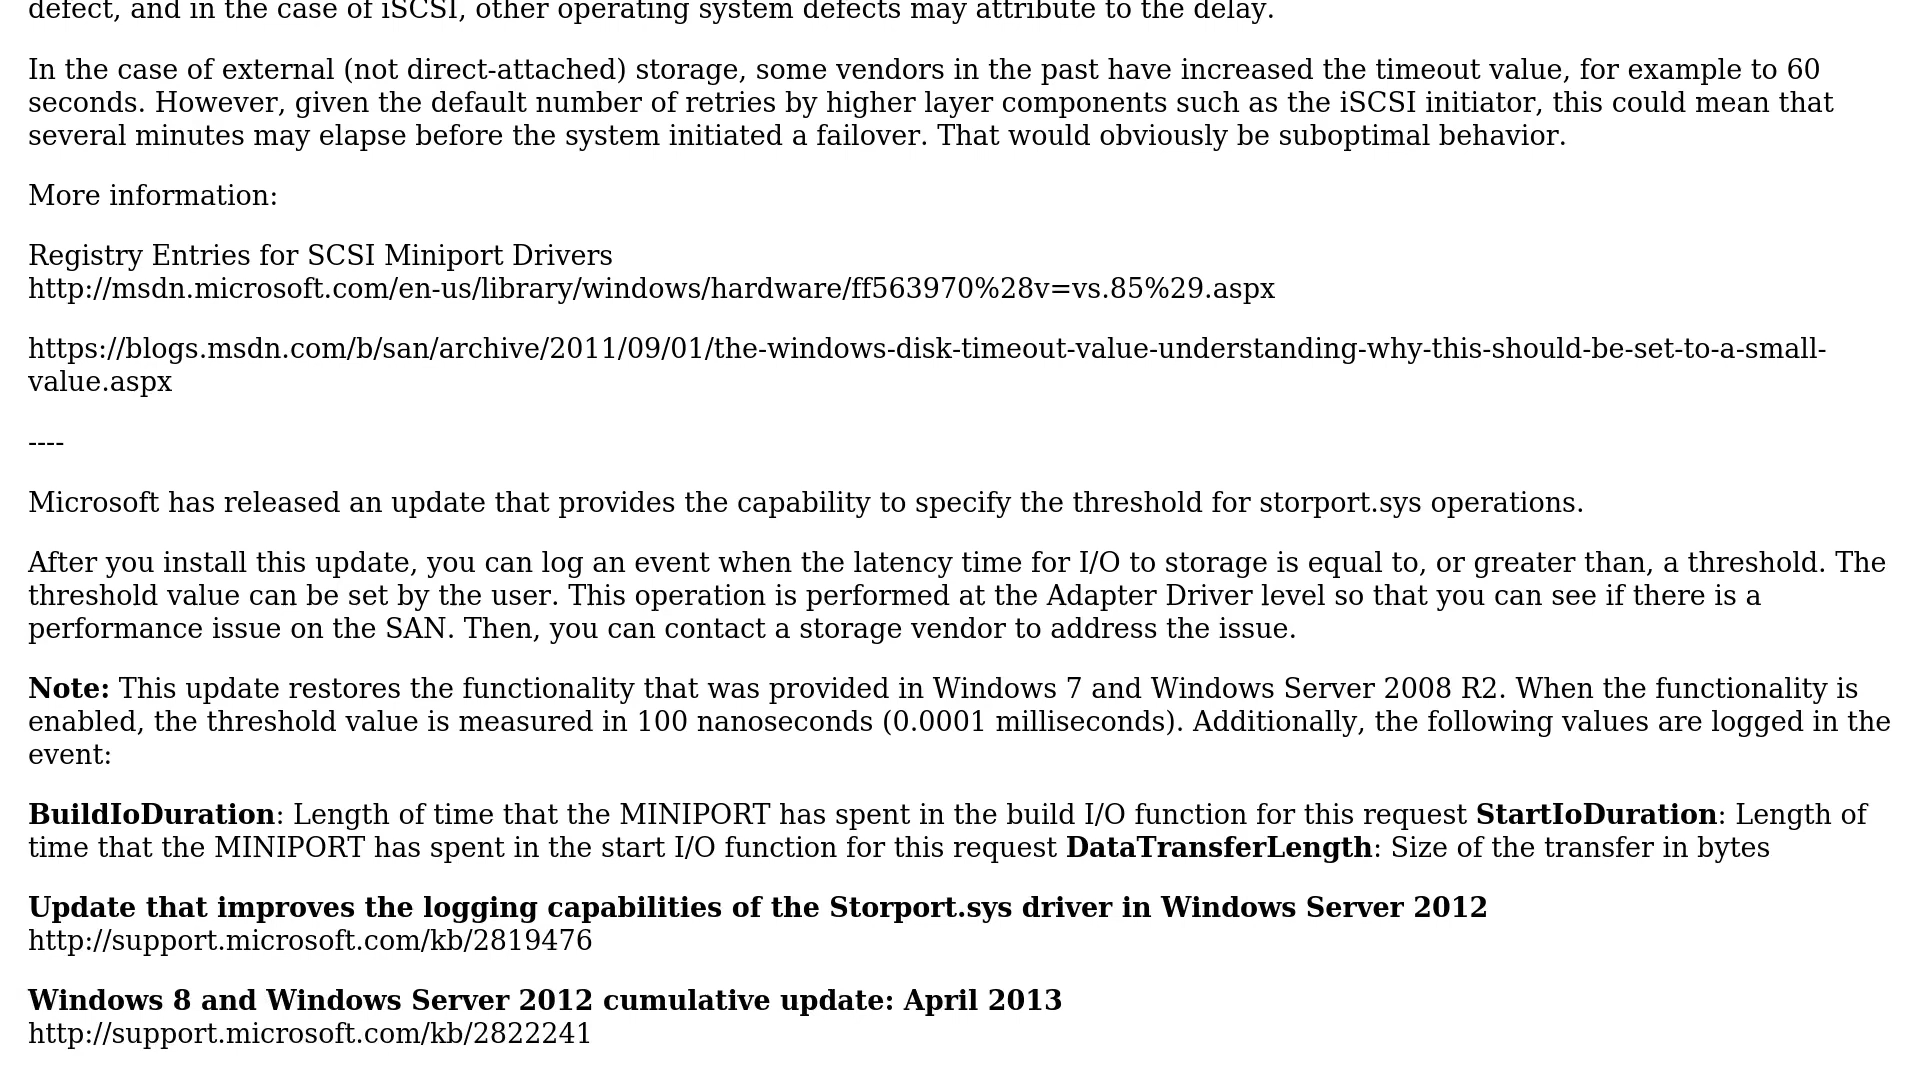 defect, and in the case of iSCSI, other operating system defects may attribute to the delay.
In the case of external (not direct-attached) storage, some vendors in the past have increased the timeout value, for example to 60
seconds. However, given the default number of retries by higher layer components such as the iSCSI initiator, this could mean that
several minutes may elapse before the system initiated a failover. That would obviously be suboptimal behavior.
More information:
Registry Entries for SCSI Miniport Drivers
http://msdn.microsoft.com/en-us/library/windows/hardware/ff563970%28v=vs.85%29.aspx
https://blogs.msdn.com/b/san/archive/2011/09/01/the-windows-disk-timeout-value-understanding-why-this-should-be-set-to-a-small-
value.aspx
----
Microsoft has released an update that provides the capability to specify the threshold for storport.sys operations.
After you install this update, you can log an event when the latency time for I/O to storage is equal to, or greater than, a threshold. The
threshold value can be set by the user. This operation is performed at the Adapter Driver level so that you can see if there is a
performance issue on the SAN. Then, you can contact a storage vendor to address the issue.
Note: This update restores the functionality that was provided in Windows 7 and Windows Server 2008 R2. When the functionality is
enabled, the threshold value is measured in 100 nanoseconds (0.0001 milliseconds). Additionally, the following values are logged in the
event:
BuildIoDuration: Length of time that the MINIPORT has spent in the build I/O function for this request StartIoDuration: Length of
time that the MINIPORT has spent in the start I/O function for this request DataTransferLength: Size of the transfer in bytes
Update that improves the logging capabilities of the Storport.sys driver in Windows Server 2012
http://support.microsoft.com/kb/2819476
Windows 8 and Windows Server 2012 cumulative update: April 2013
http://support.microsoft.com/kb/2822241